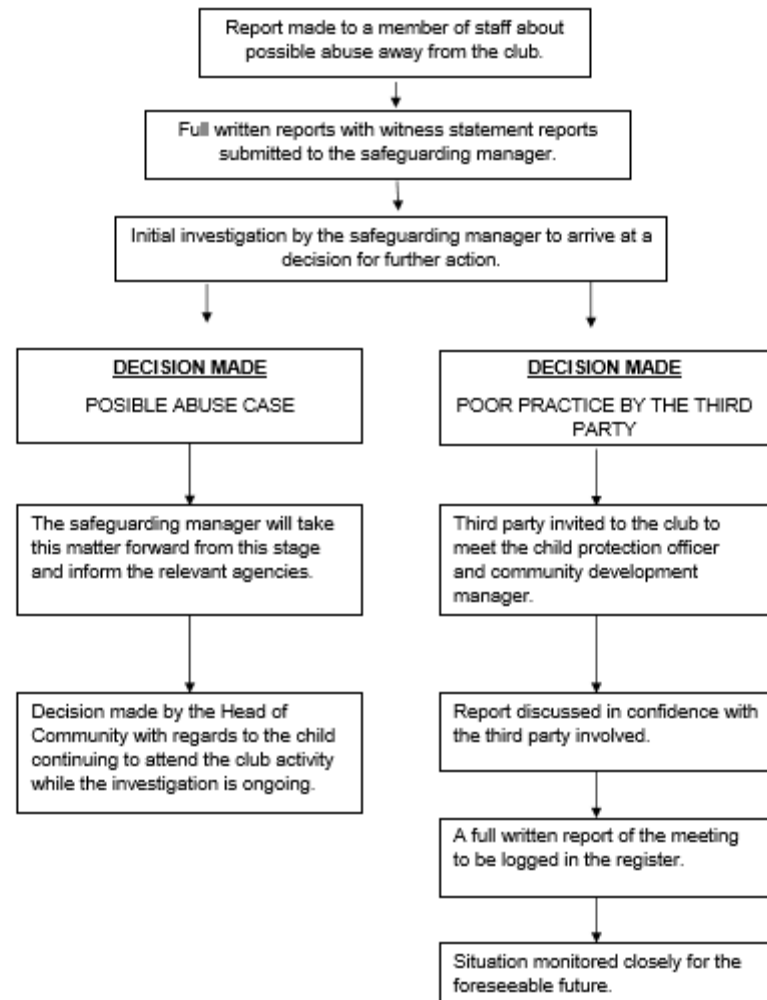 Report made to a member of staff about
possible abuse away from the club.
Full written reports with witness statement reports
submitted to the safeguarding manager.
Initial investigation by the safeguarding manager to arrive at a
decision for further action.
DECISION MADE
POSIBLE ABUSE CASE
DECISION MADE
POOR PRACTICE BY THE THIRD
PARTY
The safeguarding manager will take
this matter forward from this stage
and inform the relevant agencies.
Third party invited to the club to
meet the child protection officer
and community development
manager.
Decision made by the Head of
Community with regards to the child
continuing to attend the club activity
while the investigation is ongoing.
Report discussed in confidence with
the third party involved.
A full written report of the meeting
to be logged in the register.
Situation monitored closely for the
foreseeable future.